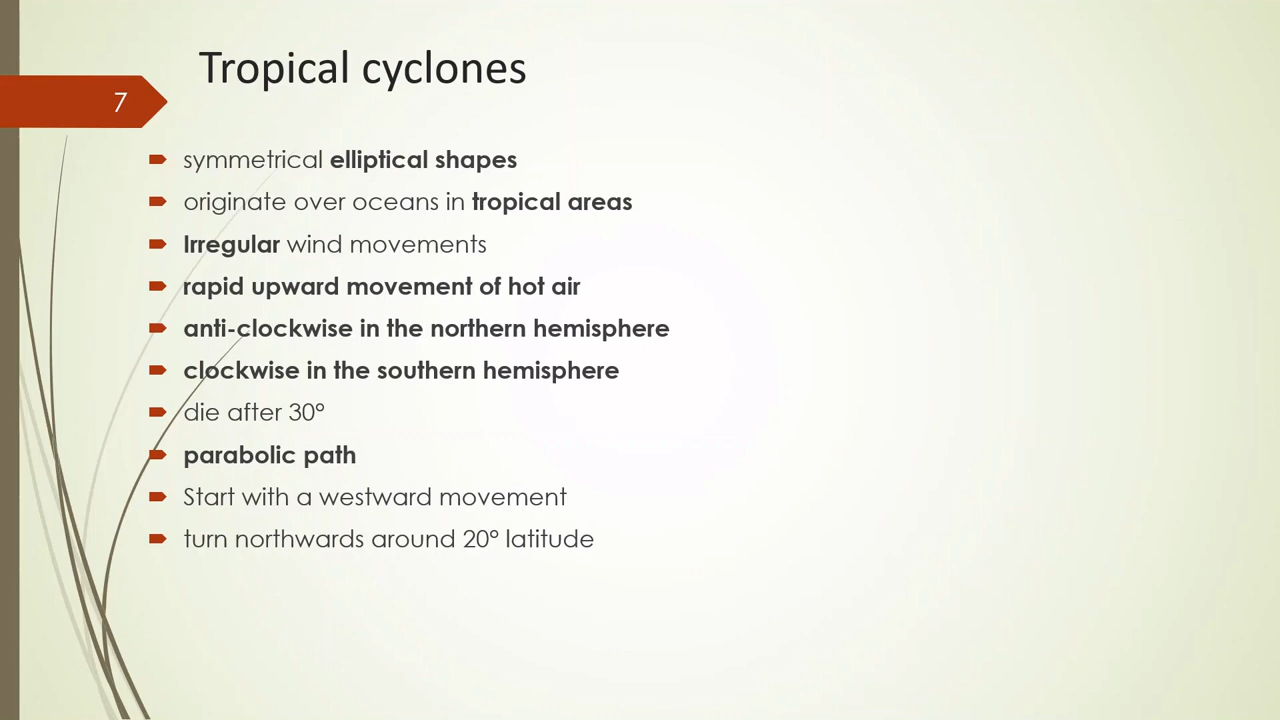 Tropical cyclones
7
symmetrical elliptical shapes
originate over oceans in tropical areas
Irregular wind movements
rapid upward movement of hot air
anti-clockwise in the northern hemisphere
clockwise in the southern hemisphere
die after 30°
parabolic path
Start with a westward movement
turn northwards around 20° latitude